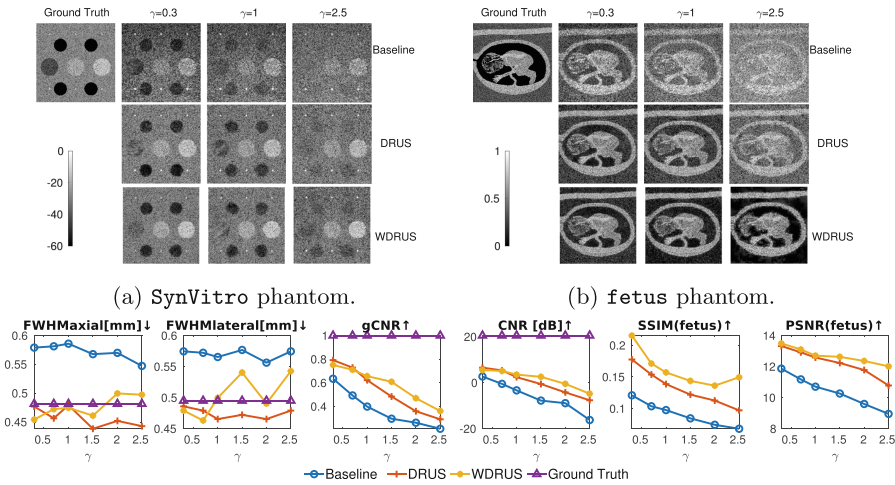 Ground Truth γ=0.3 γ=1 γ=2.5
Baseline
DRUS
WDRUS
0
-20
-40
-60
Ground Truth γ=0.3 γ=1 γ=2.5
Baseline
DRUS
WDRUS
1
0.5
0
(a) SynVitro phantom.
(b) fetus phantom.
FWHMaxial[mm]↓
0.6
0.55
0.5
0.45
0.5 1 1.5 2 2.5
γ
FWHMlateral[mm]↓
0.6
0.55
0.5
0.45
0.5 1 1.5 2 2.5
γ
gCNR↑
1
0.8
0.6
0.4
0.5 1 1.5 2 2.5
γ
CNR [dB]↑
20
0
-20
0.5 1 1.5 2 2.5
γ
SSIM(fetus)↑
0.2
0.15
0.1
0.5 1 1.5 2 2.5
γ
PSNR(fetus)↑
14
12
10
8
0.5 1 1.5 2 2.5
γ
Baseline DRUS WDRUS Ground Truth